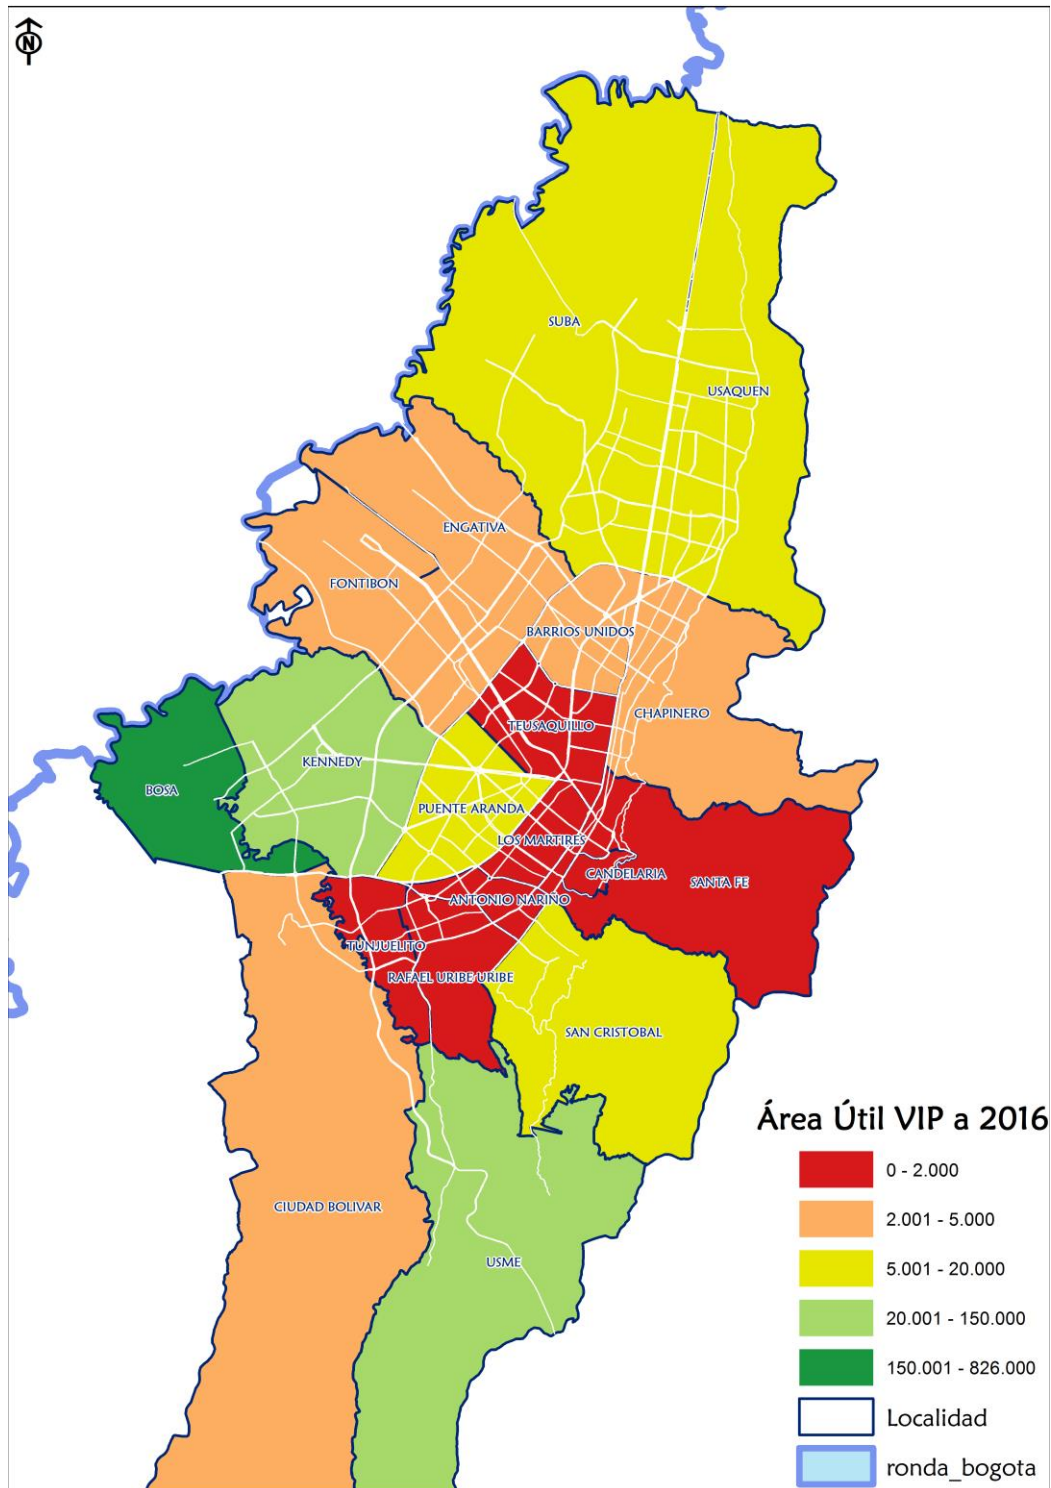 N
SUBA
USAQUEN
ENGATIVA
FONTIBON
BARRIOS UNIDOS
CHAPINERO
TEUSAQUILLO
KENNEDY
BOSA
PUENTE ARANDA
LOS MARTIRES
CANDELARIA
SANTA FE
ANTONIO NARIÑO
TUNJUELITO
RAFAEL URIBE URIBE
SAN CRISTOBAL
CIUDAD BOLIVAR
USME
Área Útil VIP a 2016
0 - 2.000
2.001 - 5.000
5.001 - 20.000
20.001 - 150.000
150.001 - 826.000
Localidad
ronda_bogota